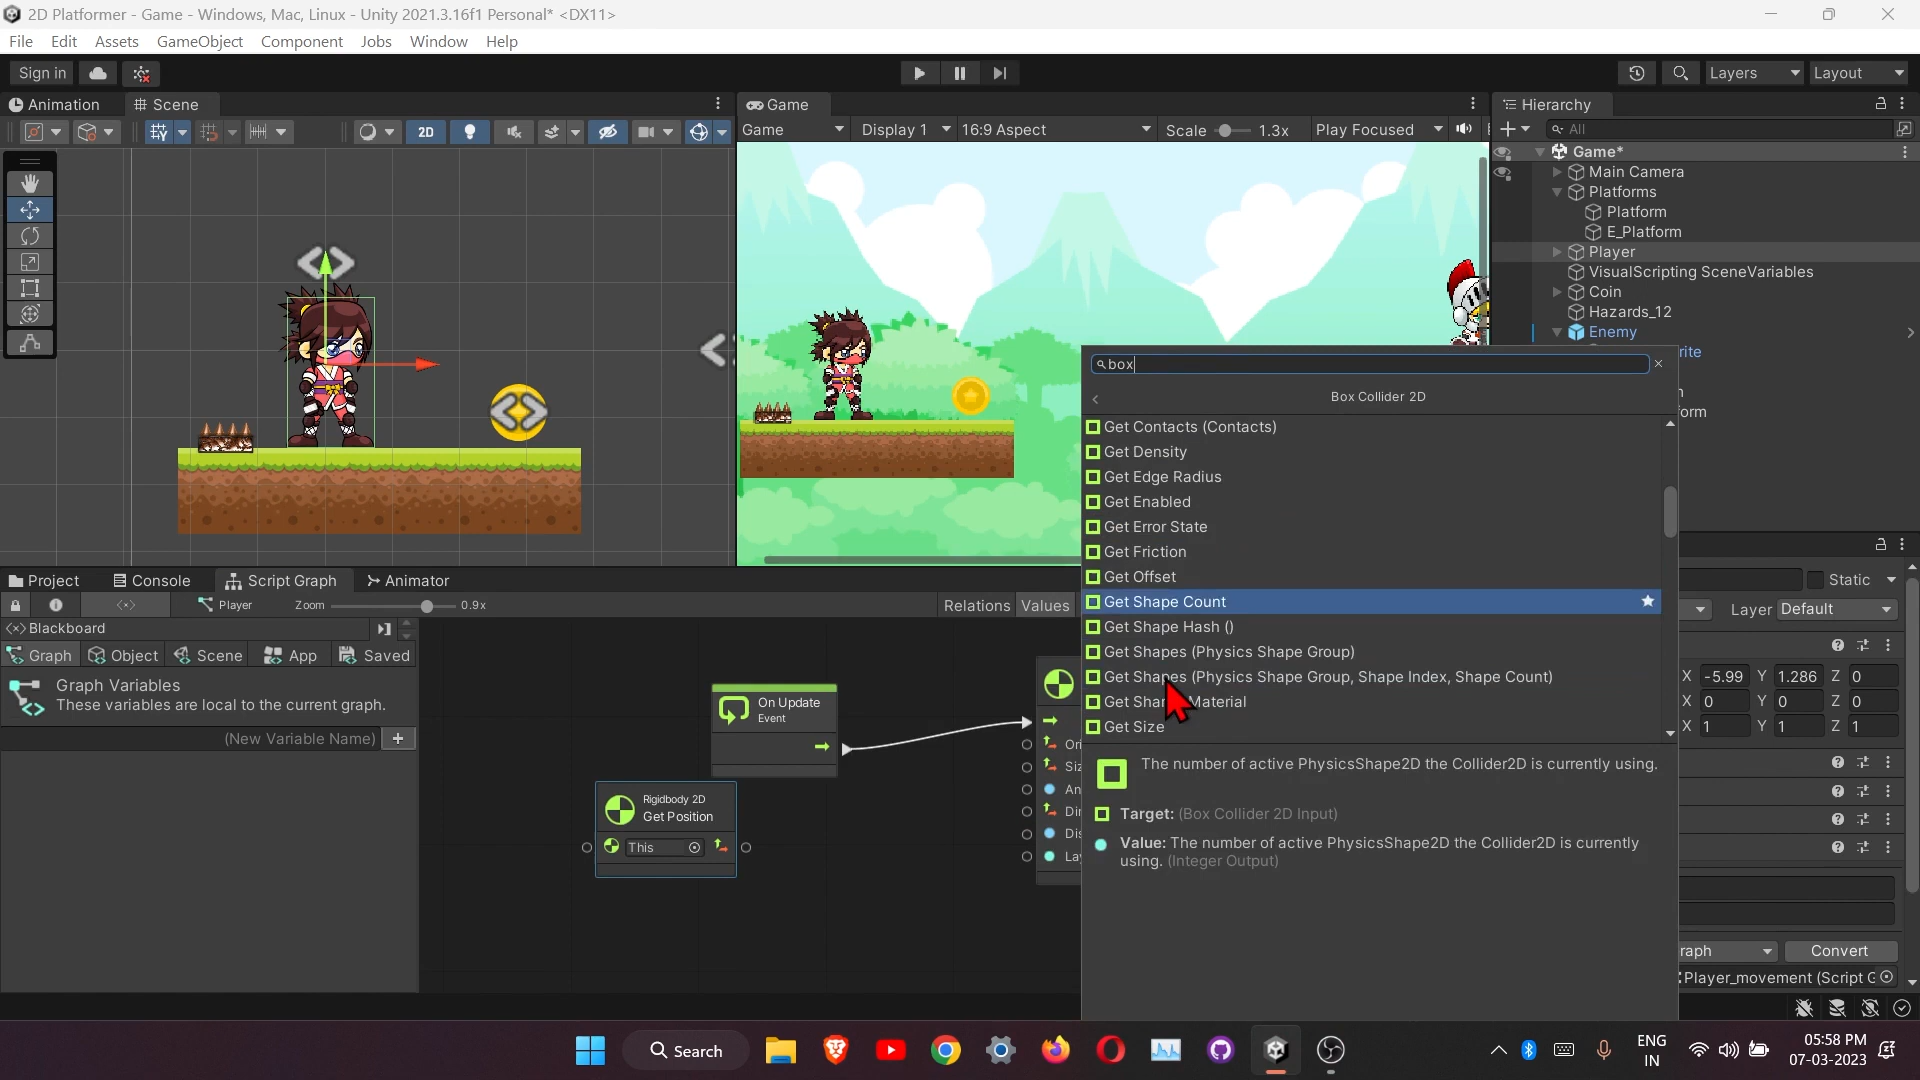 2D Platformer - Game - Windows, Mac, Linux - Unity 2021.3.16f1 Personal* <DX11>
File Edit Assets GameObject Component Jobs Window Help
Sign in Layers Layout
Animation Scene Game Hierarchy
2D Game Display 1 16:9 Aspect Scale 1.3x Play Focused All
Game*
Main Camera
Platforms
Platform
E_Platform
Player
VisualScripting SceneVariables
Coin
Hazards_12
Enemy
box
Box Collider 2D
Get Contacts (Contacts)
Get Density
Get Edge Radius
Get Enabled
Get Error State
Get Friction
Get Offset
Get Shape Count
Get Shape Hash ()
Get Shapes (Physics Shape Group)
Get Shapes (Physics Shape Group, Shape Index, Shape Count)
Material
Get Size
The number of active PhysicsShape2D the Collider2D is currently using.
Target: (Box Collider 2D Input)
Value: The number of active PhysicsShape2D the Collider2D is currently
using. (Integer Output)
Static
Layer Default
X -5.99 Y 1.286 Z 0
X 0 Y 0 Z 0
X 1 Y 1 Z 1
Convert
Player_movement (Script G
Project Console Script Graph Animator
Player Zoom 0.9x Relations Values
<x> Blackboard
Graph Object Scene App Saved
Graph Variables
These variables are local to the current graph.
(New Variable Name) +
On Update
Event
Rigidbody 2D
Get Position
This
Search
ENG
IN
05:58 PM
07-03-2023